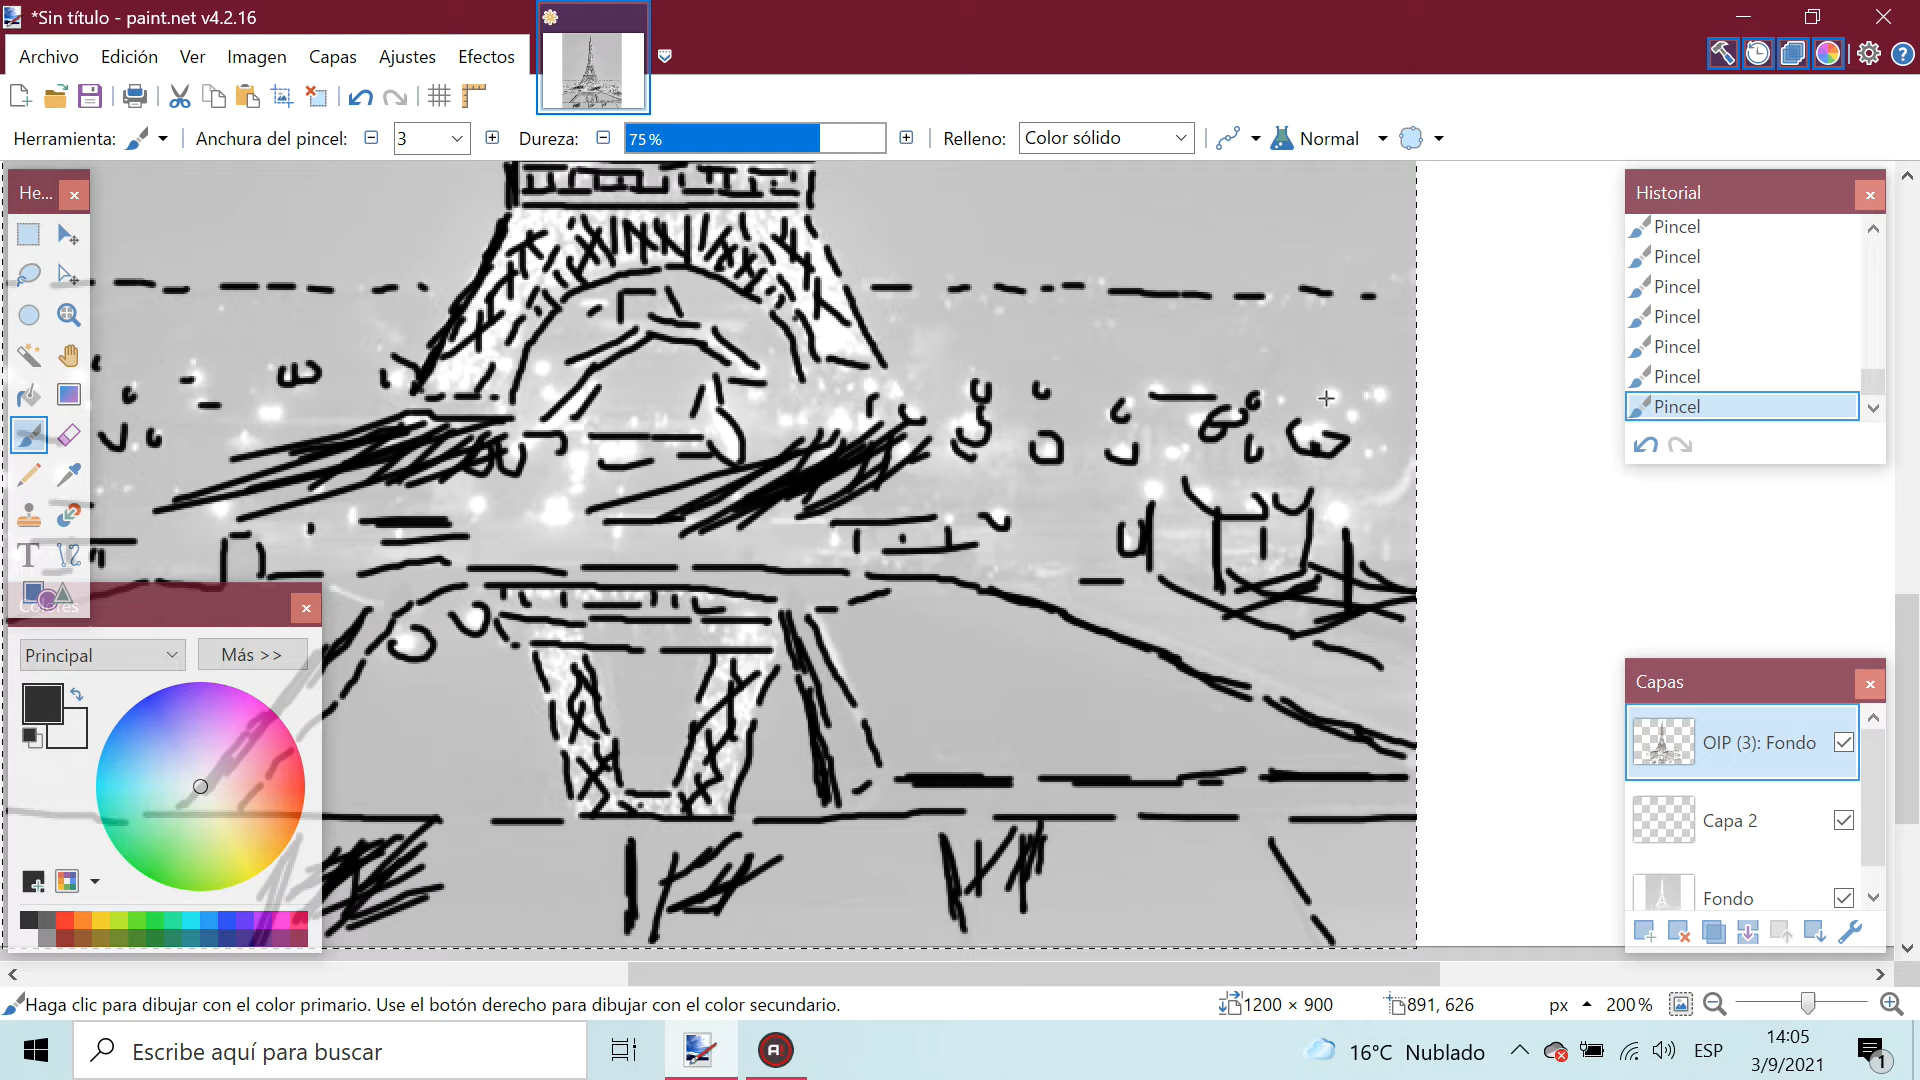 *Sin título - paint.net v4.2.16
Archivo Edición Ver Imagen Capas Ajustes Efectos
Herramienta: Anchura del pincel: 3 Dureza: 75% Relleno: Color sólido Normal
He...
Historial
Pincel
Pincel
Pincel
Pincel
Pincel
Pincel
Pincel
Colores
Principal Más >>
Capas
OIP (3): Fondo
Capa 2
Fondo
Haga clic para dibujar con el color primario. Use el botón derecho para dibujar con el color secundario. 1200 × 900 891, 626 px 200% 
Escribe aquí para buscar
16°C Nublado ESP
14:05
3/9/2021
1